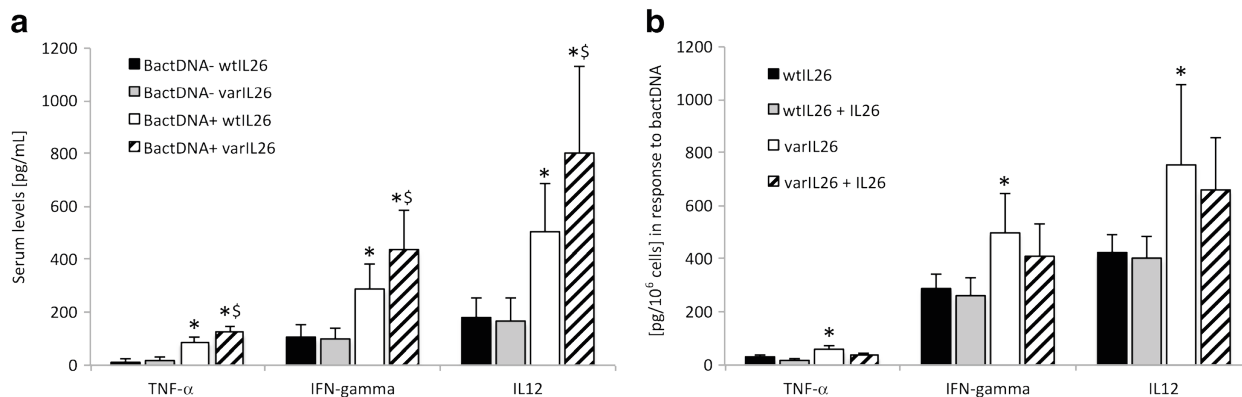 a
Serum levels [pg/mL]
1200
1000
800
600
400
200
0
BactDNA- wtIL26
BactDNA- varIL26
BactDNA+ wtIL26
BactDNA+ varIL26
*
*$
*
*$
*
*$
TNF-α
IFN-gamma
IL12
b
[pg/10⁶ cells] in response to bactDNA
1200
1000
800
600
400
200
0
wtIL26
wtIL26 + IL26
varIL26
varIL26 + IL26
*
*
*
TNF-α
IFN-gamma
IL12